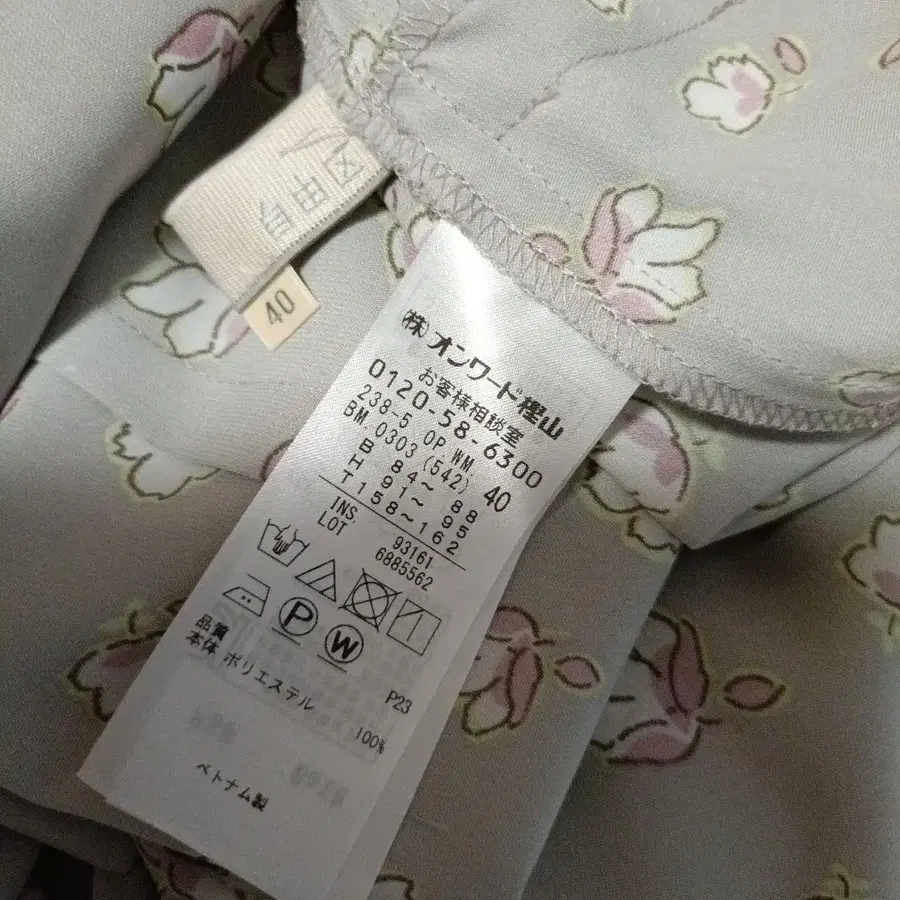 自由区
40
(株)オンワード樫山
お客様相談室
0120-58-6300
238-5 OP.WM.
BM.0303(542) 40
B 84～ 88
H 91～ 95
T158～162
INS. 93161
LOT 6885562
P
W
P23
品質
本体 ポリエステル 100%
ベトナム製